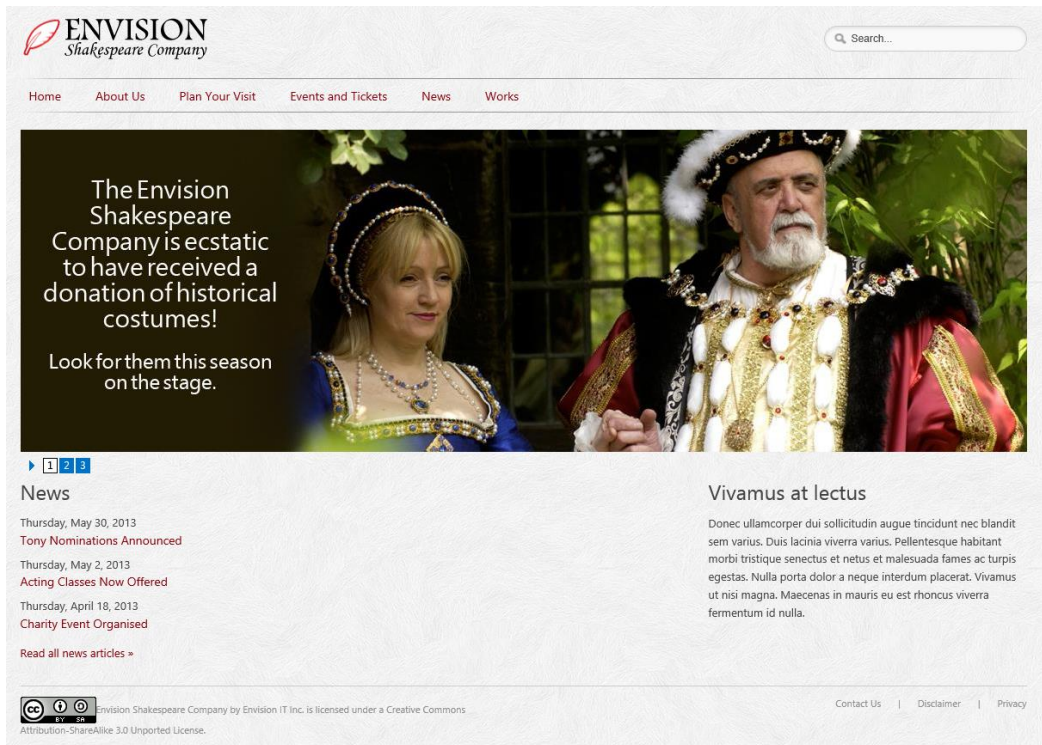 ENVISION
Shakespeare Company
Search...
Home About Us Plan Your Visit Events and Tickets News Works
The Envision
Shakespeare
Company is ecstatic
to have received a
donation of historical
costumes!
Look for them this season
on the stage.
1 2 3
News
Thursday, May 30, 2013
Tony Nominations Announced
Thursday, May 2, 2013
Acting Classes Now Offered
Thursday, April 18, 2013
Charity Event Organised
Read all news articles »
Vivamus at lectus
Donec ullamcorper dui sollicitudin augue tincidunt nec blandit
sem varius. Duis lacinia viverra varius. Pellentesque habitant
morbi tristique senectus et netus et malesuada fames ac turpis
egestas. Nulla porta dolor a neque interdum placerat. Vivamus
ut nisi magna. Maecenas in mauris eu est rhoncus viverra
fermentum id nulla.
cc BY SA
Envision Shakespeare Company by Envision IT Inc. is licensed under a Creative Commons
Attribution-ShareAlike 3.0 Unported License.
Contact Us | Disclaimer | Privacy